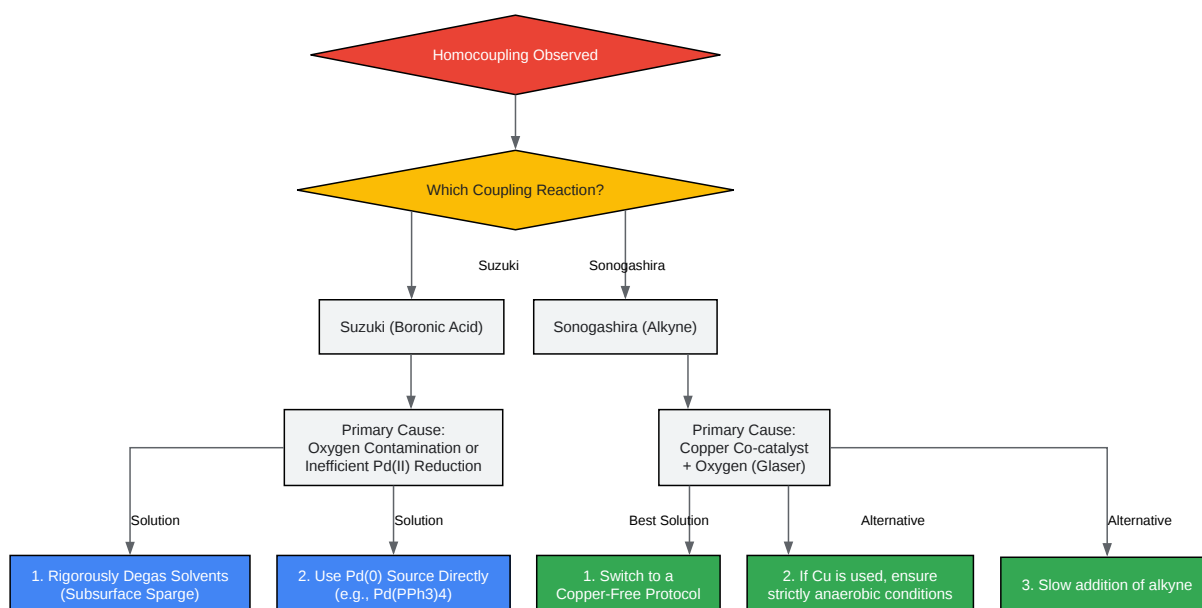 Homocoupling Observed
Which Coupling Reaction?
Suzuki
Sonogashira
Suzuki (Boronic Acid)
Sonogashira (Alkyne)
Primary Cause:
Oxygen Contamination or
Inefficient Pd(II) Reduction
Primary Cause:
Copper Co-catalyst
+ Oxygen (Glaser)
Solution
Solution
Best Solution
Alternative
Alternative
1. Rigorously Degas Solvents
(Subsurface Sparge)
2. Use Pd(0) Source Directly
(e.g., Pd(PPh3)4)
1. Switch to a
Copper-Free Protocol
2. If Cu is used, ensure
strictly anaerobic conditions
3. Slow addition of alkyne